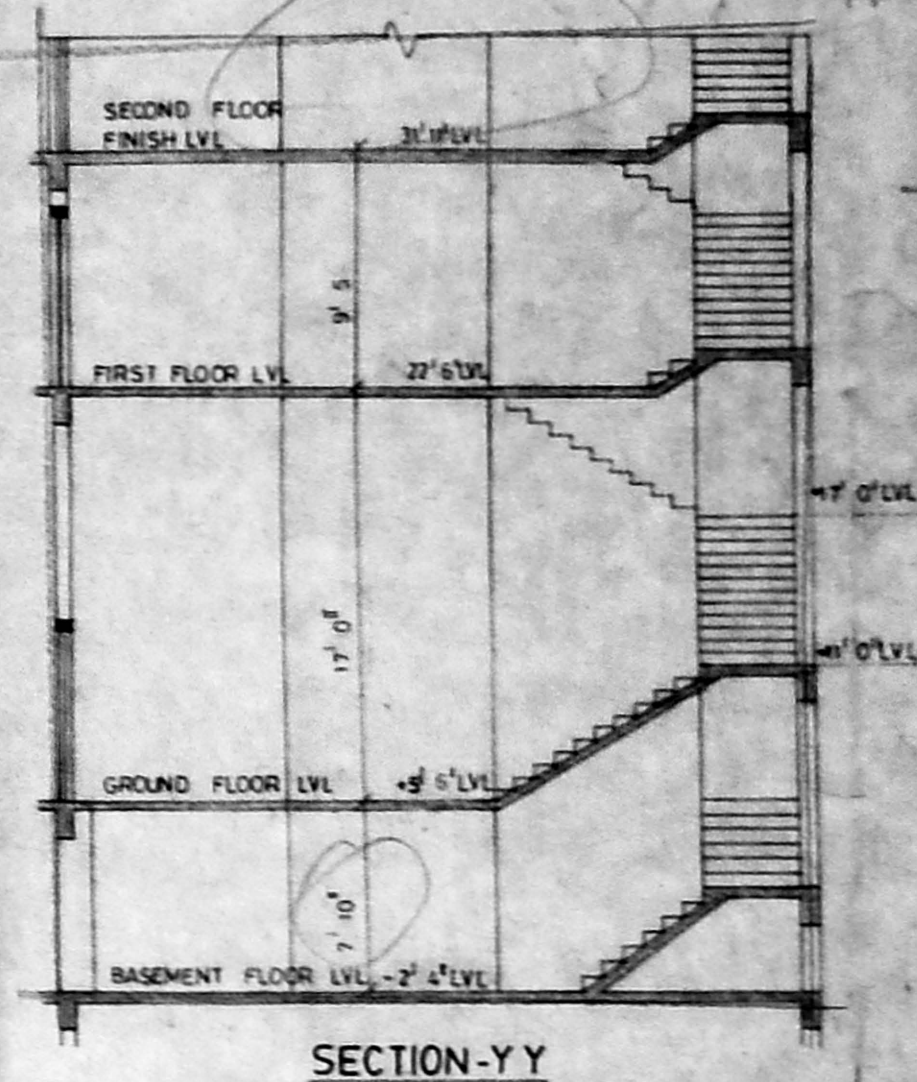 SECOND FLOOR
FINISH LVL 31' 11" LVL
9' 5
FIRST FLOOR LVL 22' 6" LVL
17' 0" LVL
17' 0"
11' 0" LVL
GROUND FLOOR LVL +5' 6" LVL
7' 10"
BASEMENT FLOOR LVL -2' 4" LVL
SECTION-YY